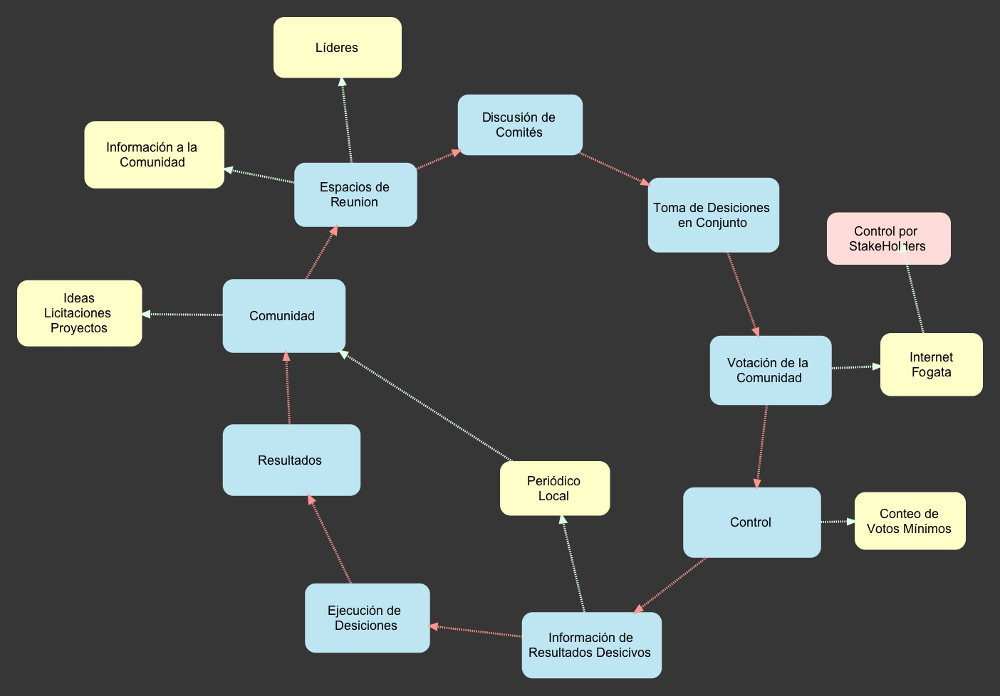 Líderes
Discusión de
Comités
Información a la
Comunidad
Espacios de
Reunion
Toma de Desiciones
en Conjunto
Control por
StakeHolders
Ideas
Licitaciones
Proyectos
Comunidad
Votación de la
Comunidad
Internet
Fogata
Resultados
Periódico
Local
Control
Conteo de
Votos Mínimos
Ejecución de
Desiciones
Información de
Resultados Desicivos